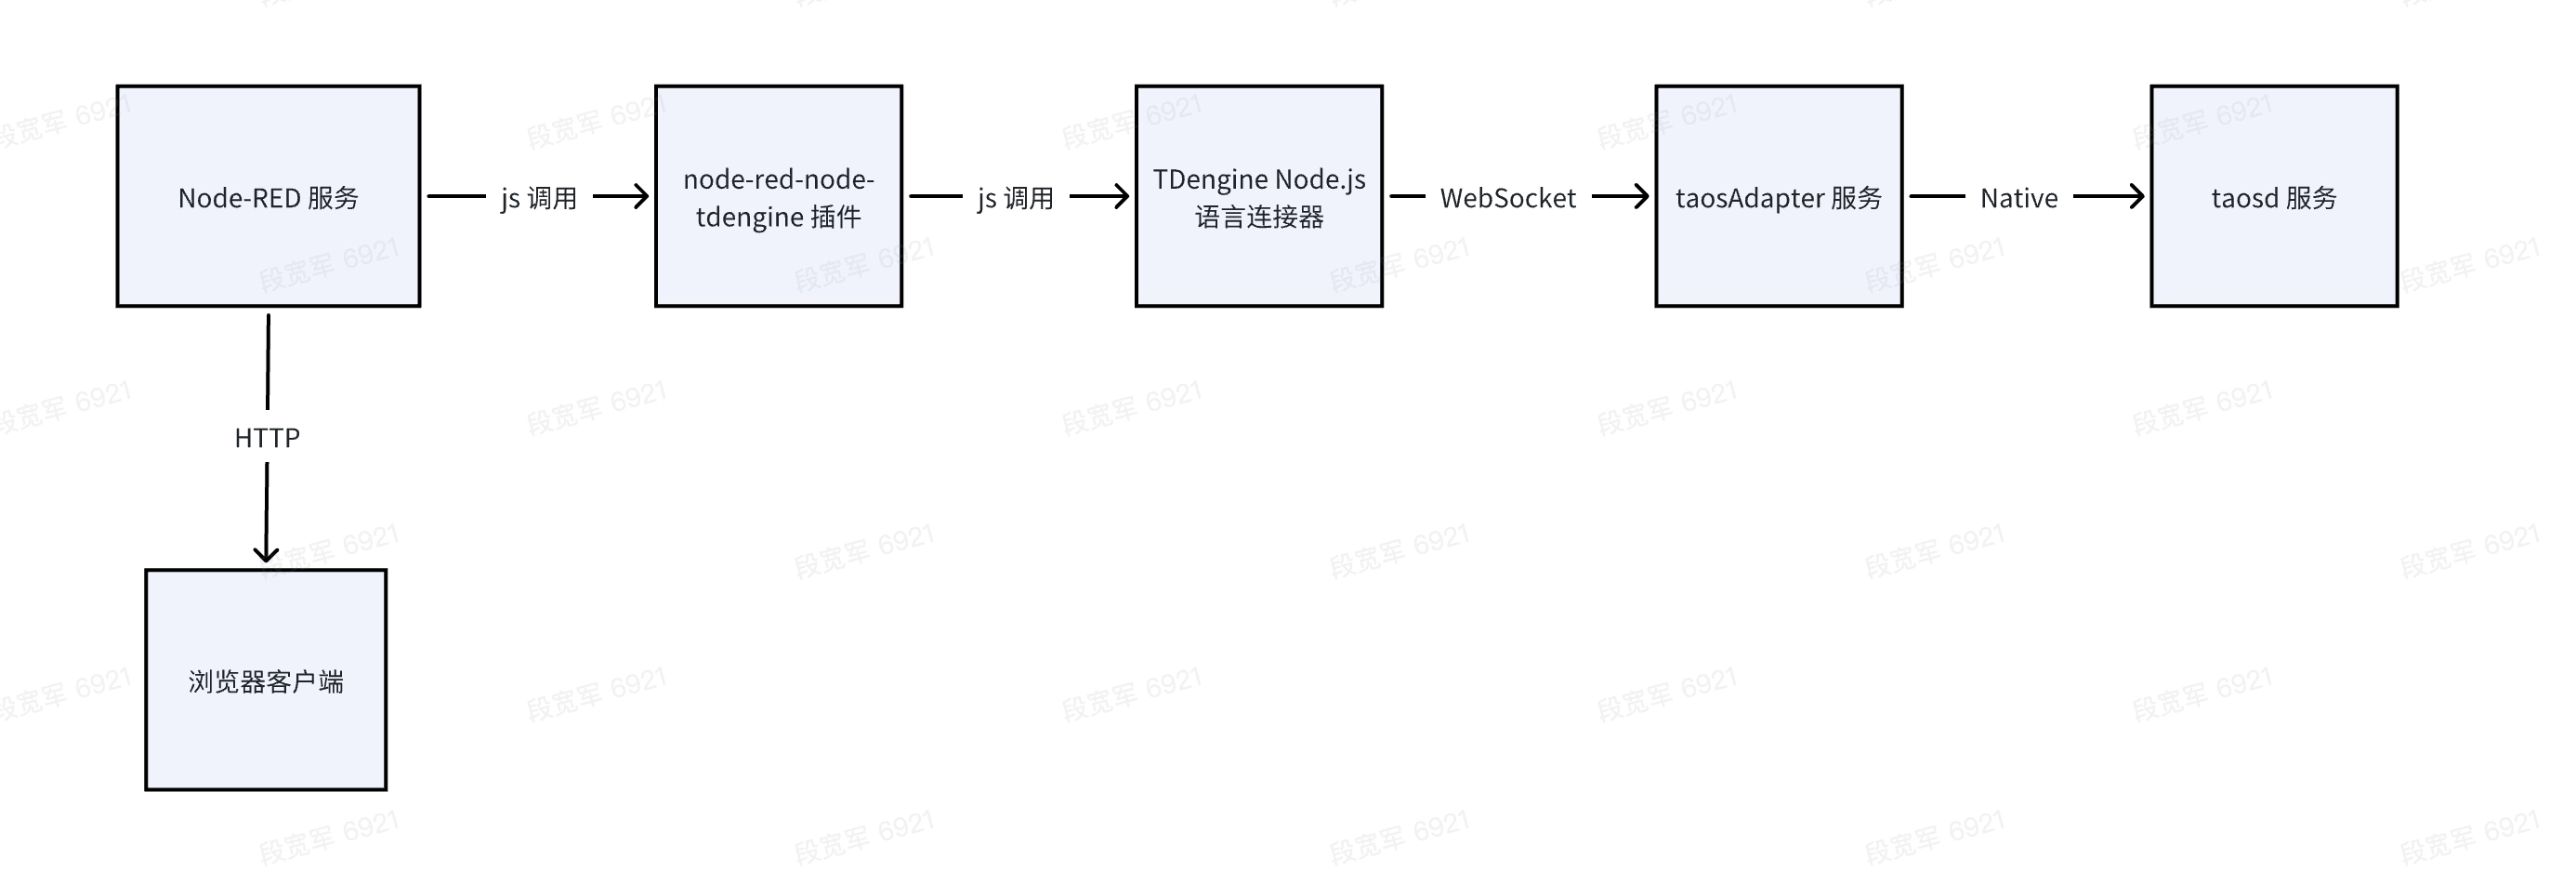 Node-RED 服务
js 调用
node-red-node-
tdengine 插件
js 调用
TDengine Node.js
语言连接器
WebSocket
taosAdapter 服务
Native
taosd 服务
HTTP
浏览器客户端
段宽军 6921